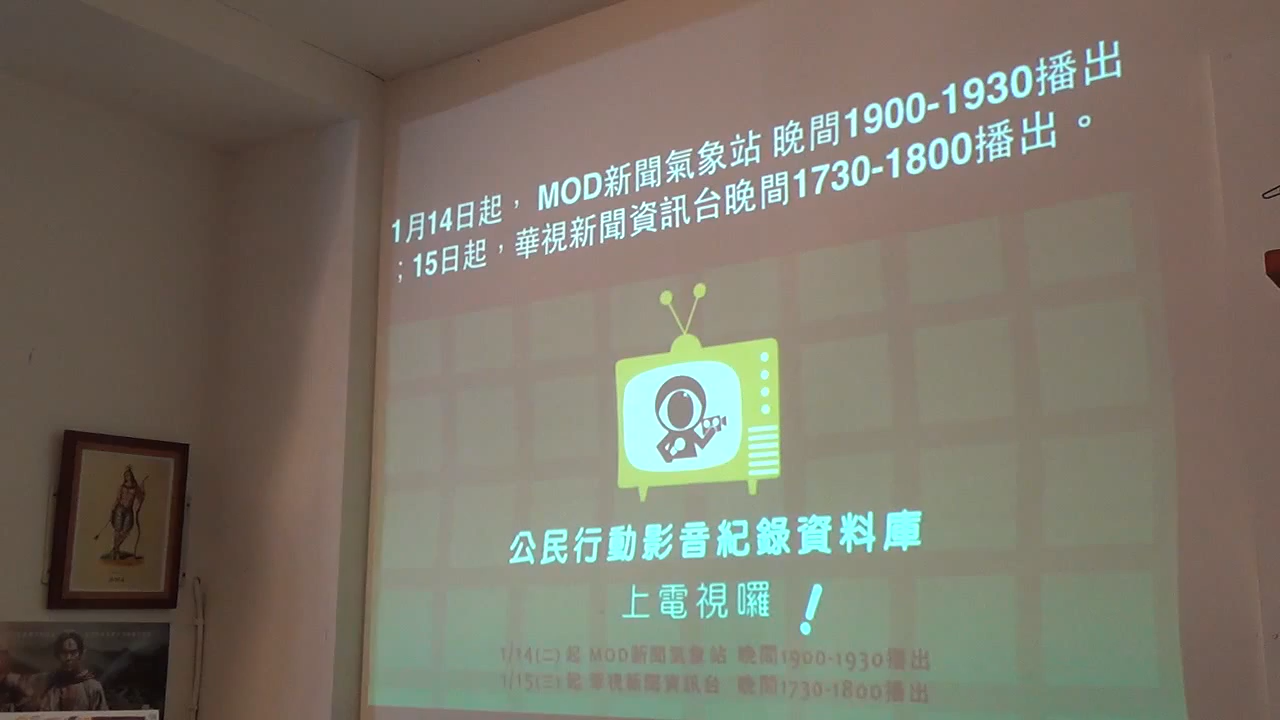 1月14日起， MOD新聞氣象站 晚間1900-1930播出
；15日起，華視新聞資訊台晚間1730-1800播出。
公民行動影音紀錄資料庫
上電視囉！
1/14(二)起 MOD新聞氣象站 晚間1900-1930播出
1/15(三)起 華視新聞資訊台 晚間1730-1800播出